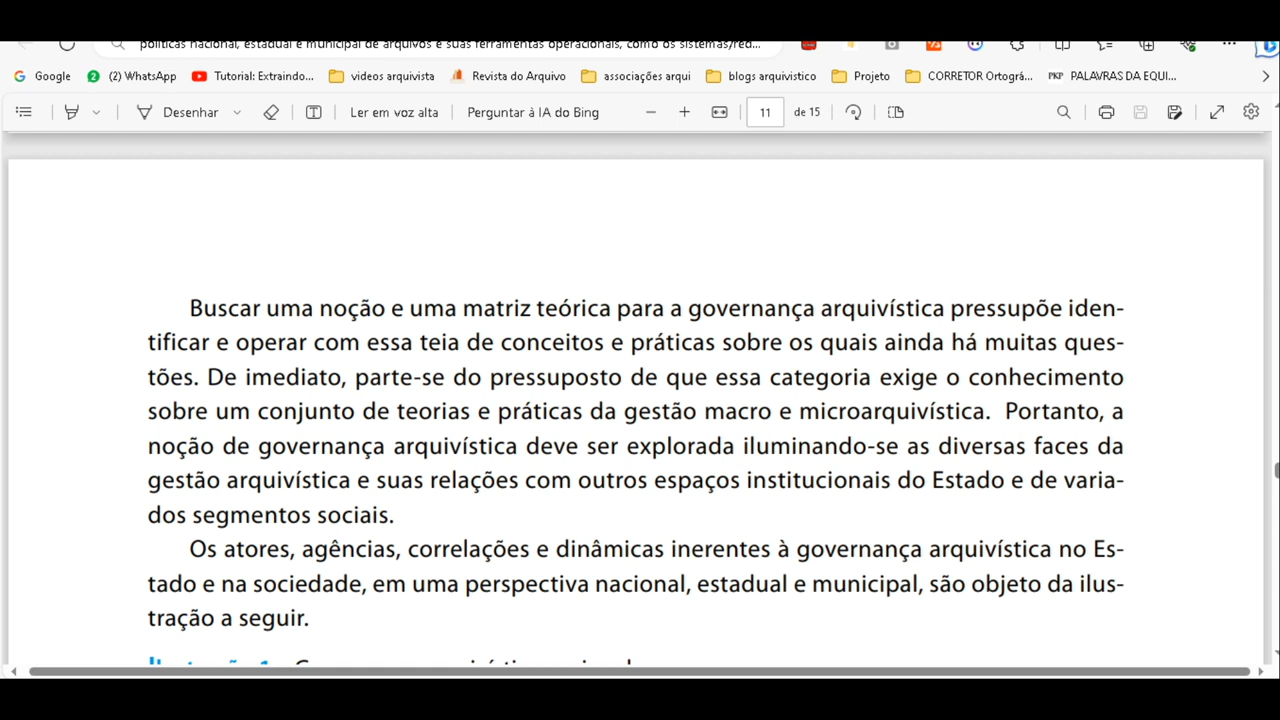 políticas nacional, estadual e municipal de arquivos e suas ferramentas operacionais, como os sistemas/red...
Google (2) WhatsApp Tutorial: Extraindo... videos arquivista Revista do Arquivo associações arqui blogs arquivistico Projeto CORRETOR Ortográ... PKP PALAVRAS DA EQUI...
Desenhar Ler em voz alta Perguntar à IA do Bing 11 de 15
Buscar uma noção e uma matriz teórica para a governança arquivística pressupõe iden-
tificar e operar com essa teia de conceitos e práticas sobre os quais ainda há muitas ques-
tões. De imediato, parte-se do pressuposto de que essa categoria exige o conhecimento
sobre um conjunto de teorias e práticas da gestão macro e microarquivística. Portanto, a
noção de governança arquivística deve ser explorada iluminando-se as diversas faces da
gestão arquivística e suas relações com outros espaços institucionais do Estado e de varia-
dos segmentos sociais.
Os atores, agências, correlações e dinâmicas inerentes à governança arquivística no Es-
tado e na sociedade, em uma perspectiva nacional, estadual e municipal, são objeto da ilus-
tração a seguir.